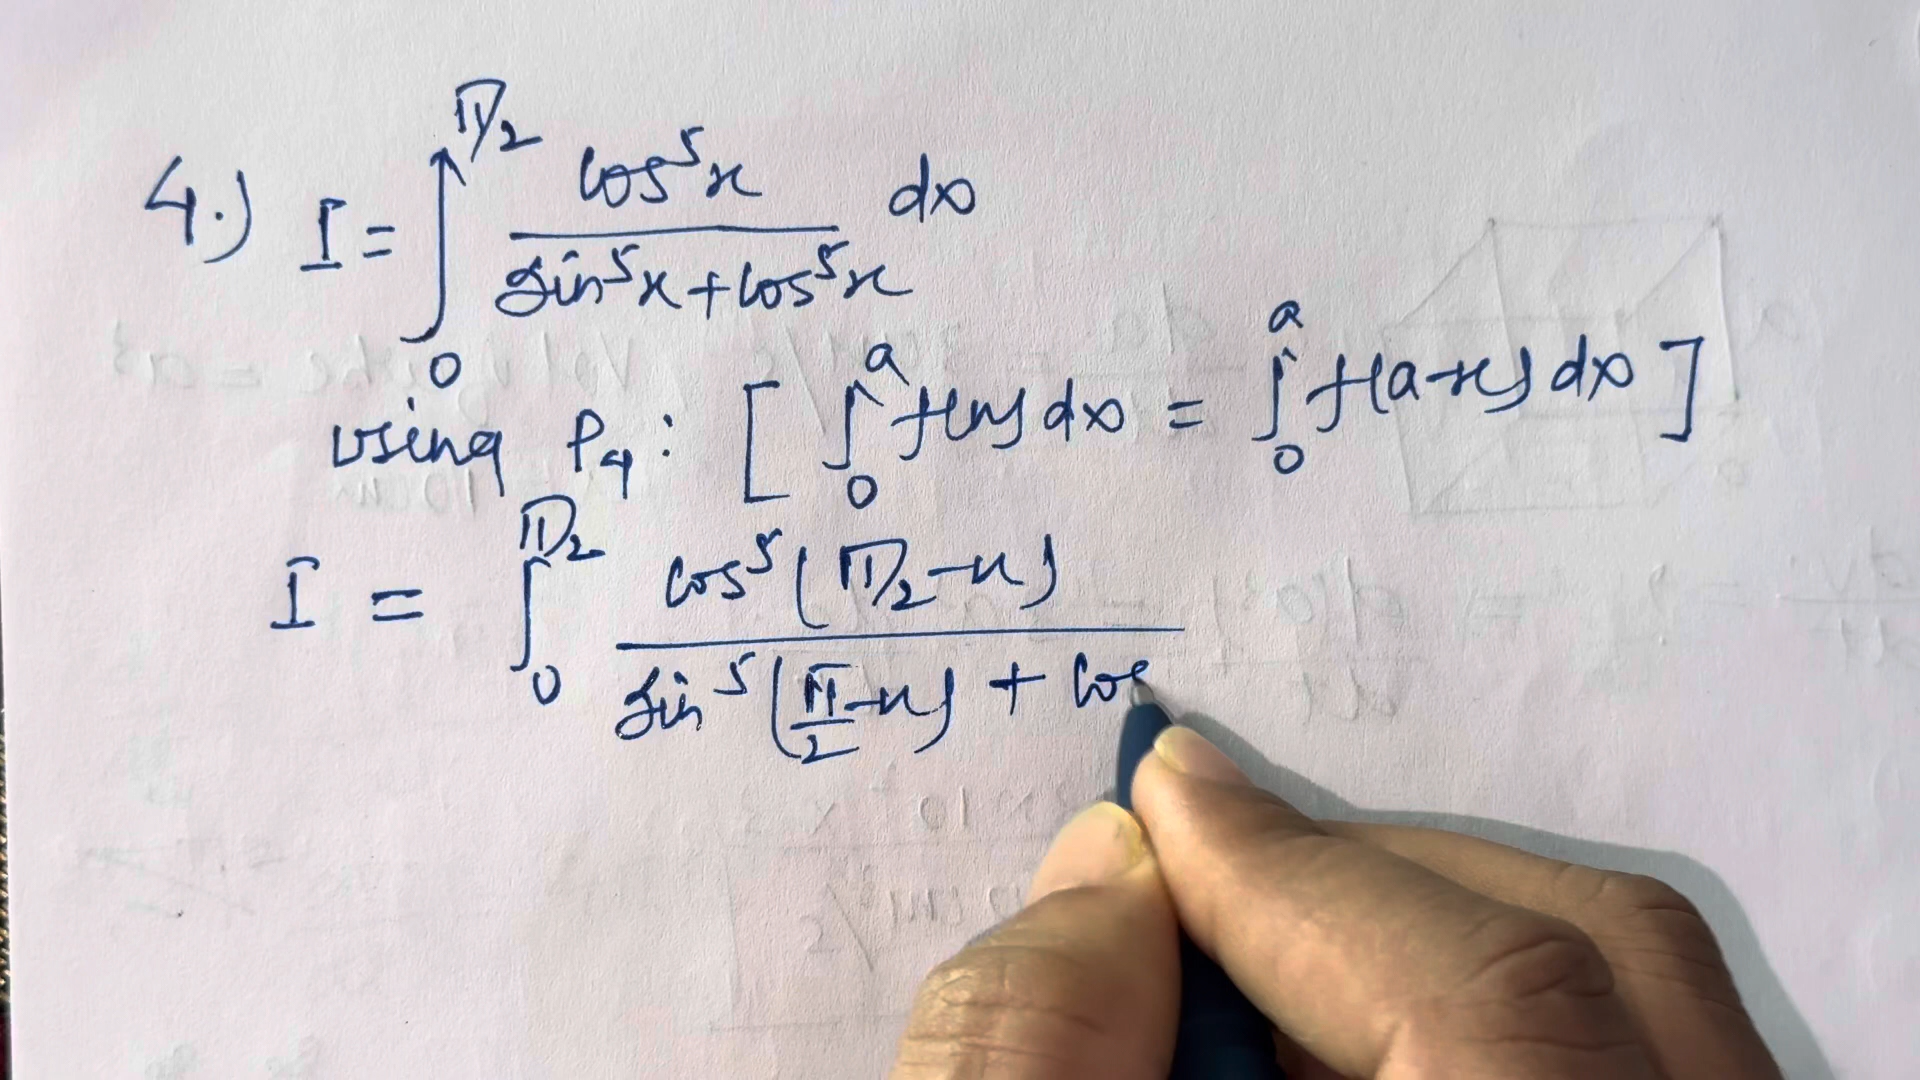 4.) I = ∫₀^{π/2} cos⁵x / (sin⁵x + cos⁵x) dx
using P₄ : [ ∫₀^a f(x) dx = ∫₀^a f(a-x) dx ]
I = ∫₀^{π/2} cos⁵(π/2 - x) / (sin⁵(π/2 - x) + cos